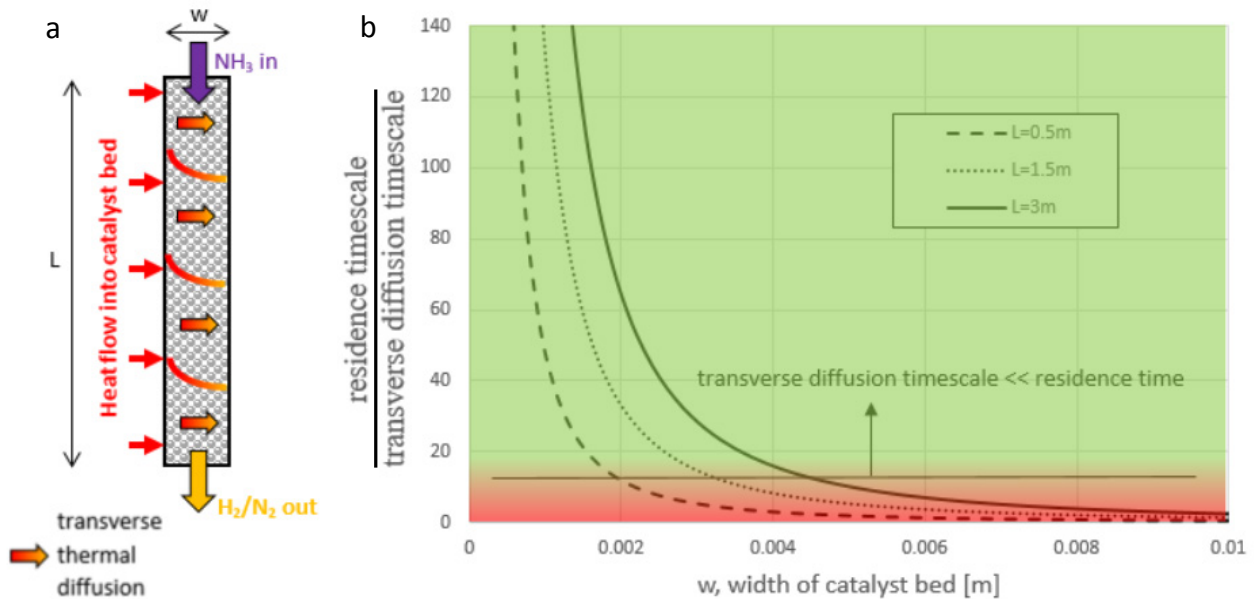 a
w
NH₃ in
L
Heat flow into catalyst bed
H₂/N₂ out
transverse
thermal
diffusion
b
residence timescale
transverse diffusion timescale
140
120
100
80
60
40
20
0
L=0.5m
L=1.5m
L=3m
transverse diffusion timescale << residence time
0
0.002
0.004
0.006
0.008
0.01
w, width of catalyst bed [m]